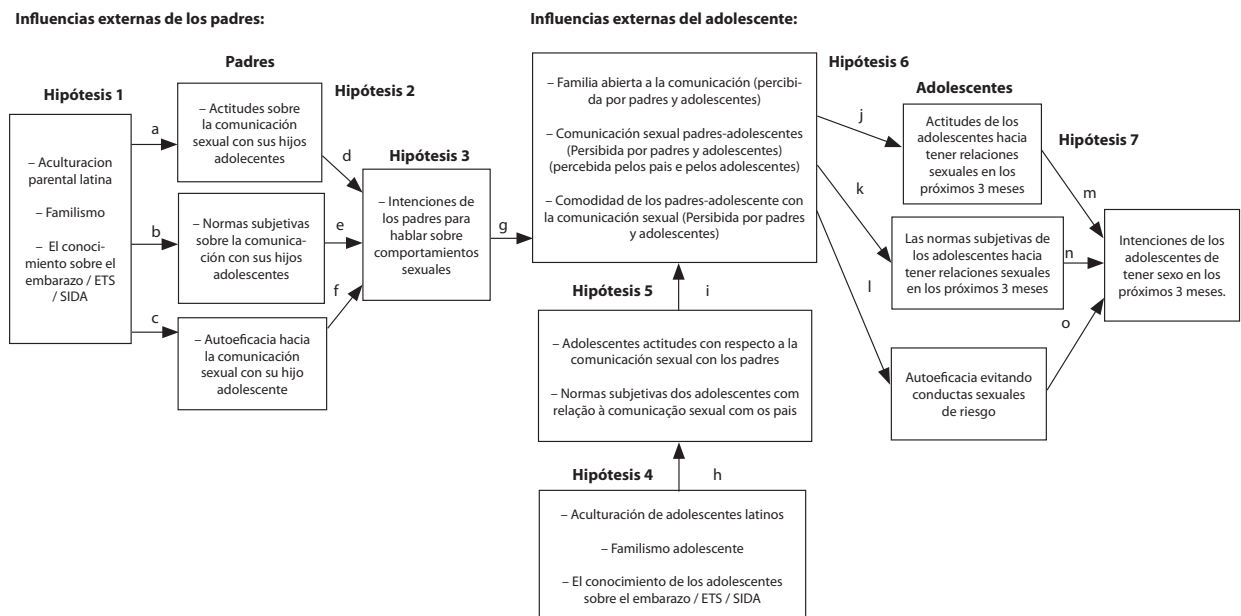 Influencias externas de los padres:
Padres
Hipótesis 1
– Aculturacion
parental latina
– Familismo
– El conoci-
miento sobre el
embarazo / ETS
/ SIDA
a
b
c
– Actitudes sobre
la comunicación
sexual con sus hijos
adolecentes
– Normas subjetivas
sobre la comunica-
ción con sus hijos
adolescentes
– Autoeficacia hacia
la comunicación
sexual con su hijo
adolescente
Hipótesis 2
d
e
f
Hipótesis 3
– Intenciones de
los padres para
hablar sobre
comportamientos
sexuales
g
Influencias externas del adolescente:
– Familia abierta a la comunicación (percibi-
da por padres y adolescentes)
– Comunicación sexual padres-adolescentes
(Persibida por padres y adolescentes)
(percebida pelos pais e pelos adolescentes)
– Comodidad de los padres-adolescente con
la comunicación sexual (Persibida por padres
y adolescentes)
Hipótesis 5
i
– Adolescentes actitudes con respecto a la
comunicación sexual con los padres
– Normas subjetivas dos adolescentes com
relação à comunicação sexual com os pais
Hipótesis 4
h
– Aculturación de adolescentes latinos
– Familismo adolescente
– El conocimiento de los adolescentes
sobre el embarazo / ETS / SIDA
Hipótesis 6
j
k
l
Adolescentes
Actitudes de los
adolescentes hacia
tener relaciones
sexuales en los
próximos 3 meses
Las normas subjetivas de
los adolescentes hacia
tener relaciones sexuales
en los próximos 3 meses
Autoeficacia evitando
conductas sexuales
de riesgo
Hipótesis 7
m
n
o
Intenciones de los
adolescentes de
tener sexo en los
próximos 3 meses.